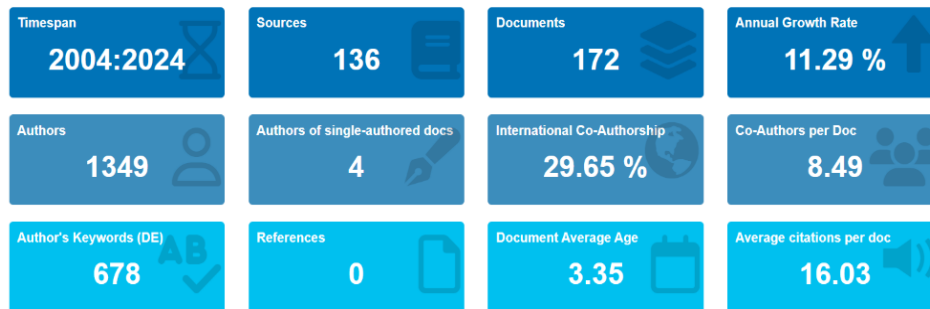 Timespan
2004:2024
Sources
136
Documents
172
Annual Growth Rate
11.29 %
Authors
1349
Authors of single-authored docs
4
International Co-Authorship
29.65 %
Co-Authors per Doc
8.49
Author's Keywords (DE)
AB
678
References
0
Document Average Age
3.35
Average citations per doc
16.03